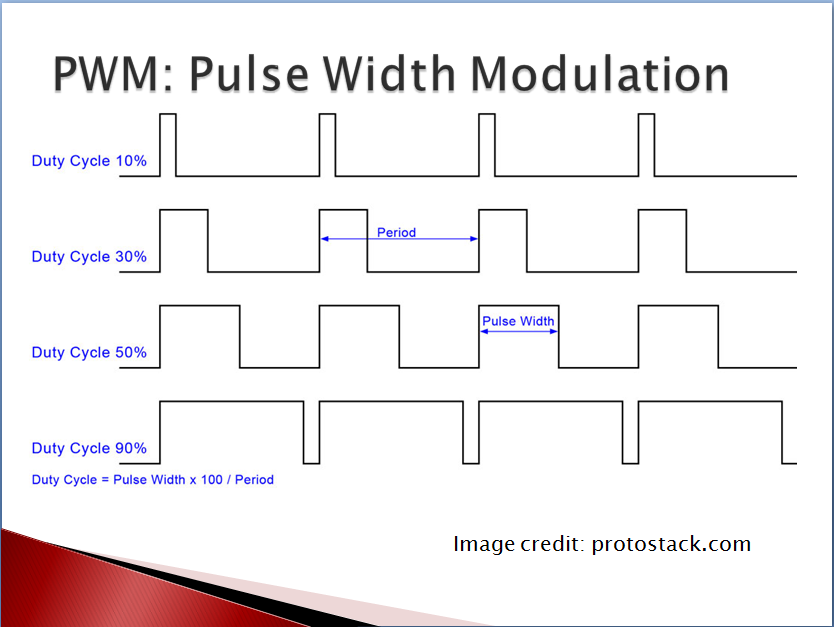 PWM: Pulse Width Modulation
Duty Cycle 10%
Period
Duty Cycle 30%
Pulse Width
Duty Cycle 50%
Duty Cycle 90%
Duty Cycle = Pulse Width x 100 / Period
Image credit: protostack.com